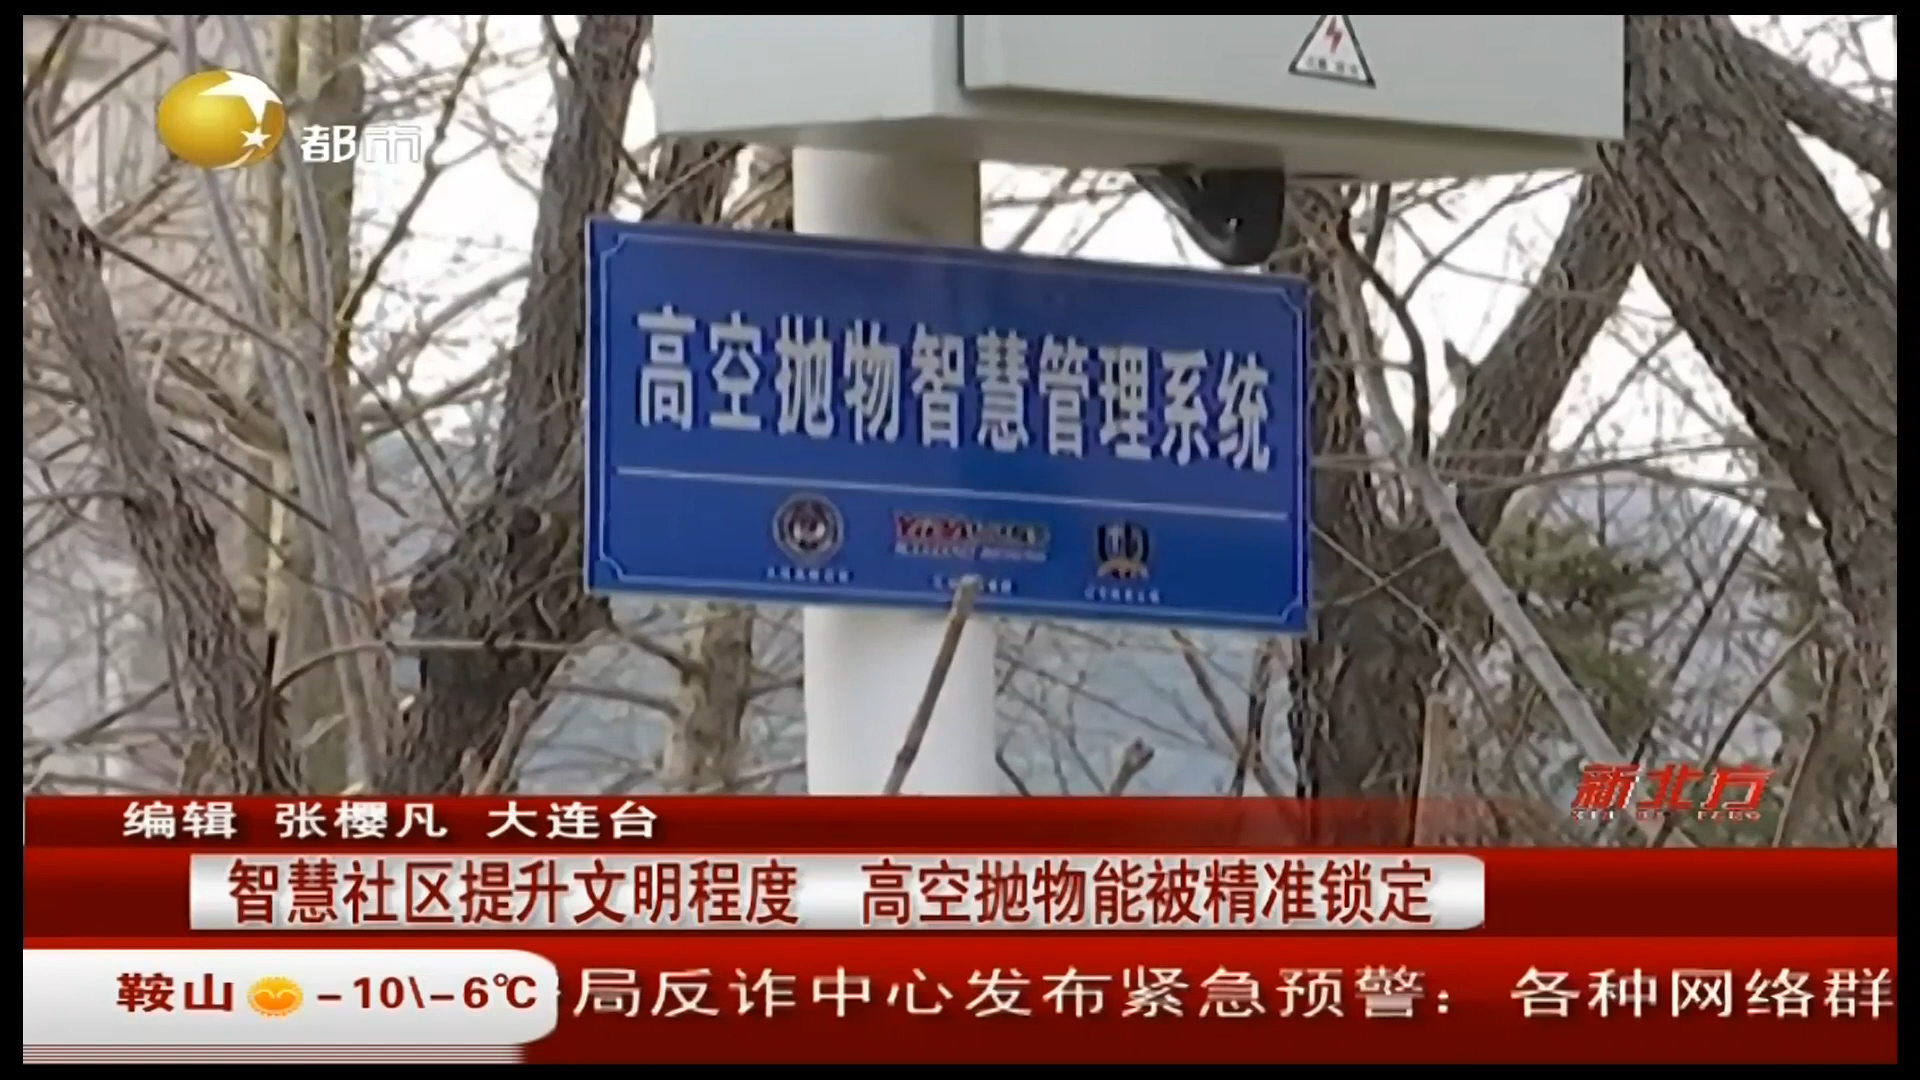 都市
高空抛物智慧管理系统
新北方
XIN BEI FANG
编辑 张樱凡 大连台
智慧社区提升文明程度 高空抛物能被精准锁定
鞍山 -10\-6℃ 局反诈中心发布紧急预警：各种网络群